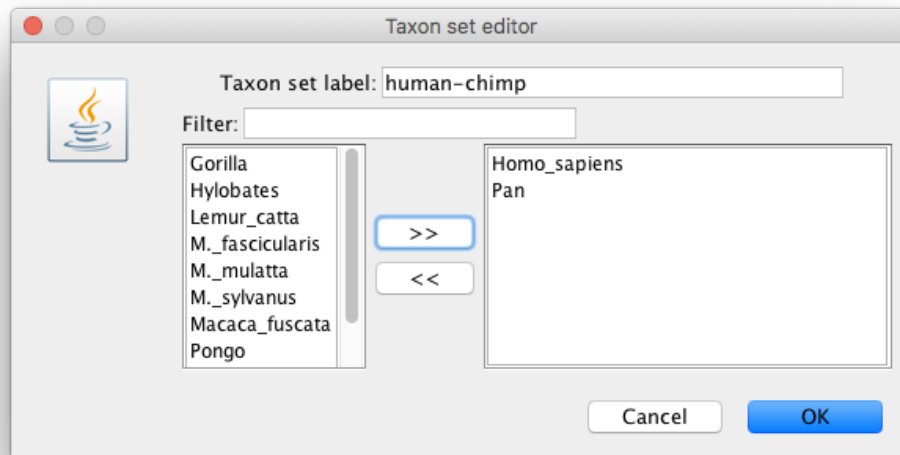 Taxon set editor
Taxon set label: human-chimp
Filter:
Gorilla
Hylobates
Lemur_catta
M._fascicularis
M._mulatta
M._sylvanus
Macaca_fuscata
Pongo
>>
<<
Homo_sapiens
Pan
Cancel
OK